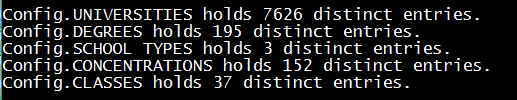 Config.UNIVERSITIES holds 7626 distinct entries.
Config.DEGREES holds 195 distinct entries.
Config.SCHOOL TYPES holds 3 distinct entries.
Config.CONCENTRATIONS holds 152 distinct entries.
Config.CLASSES holds 37 distinct entries.